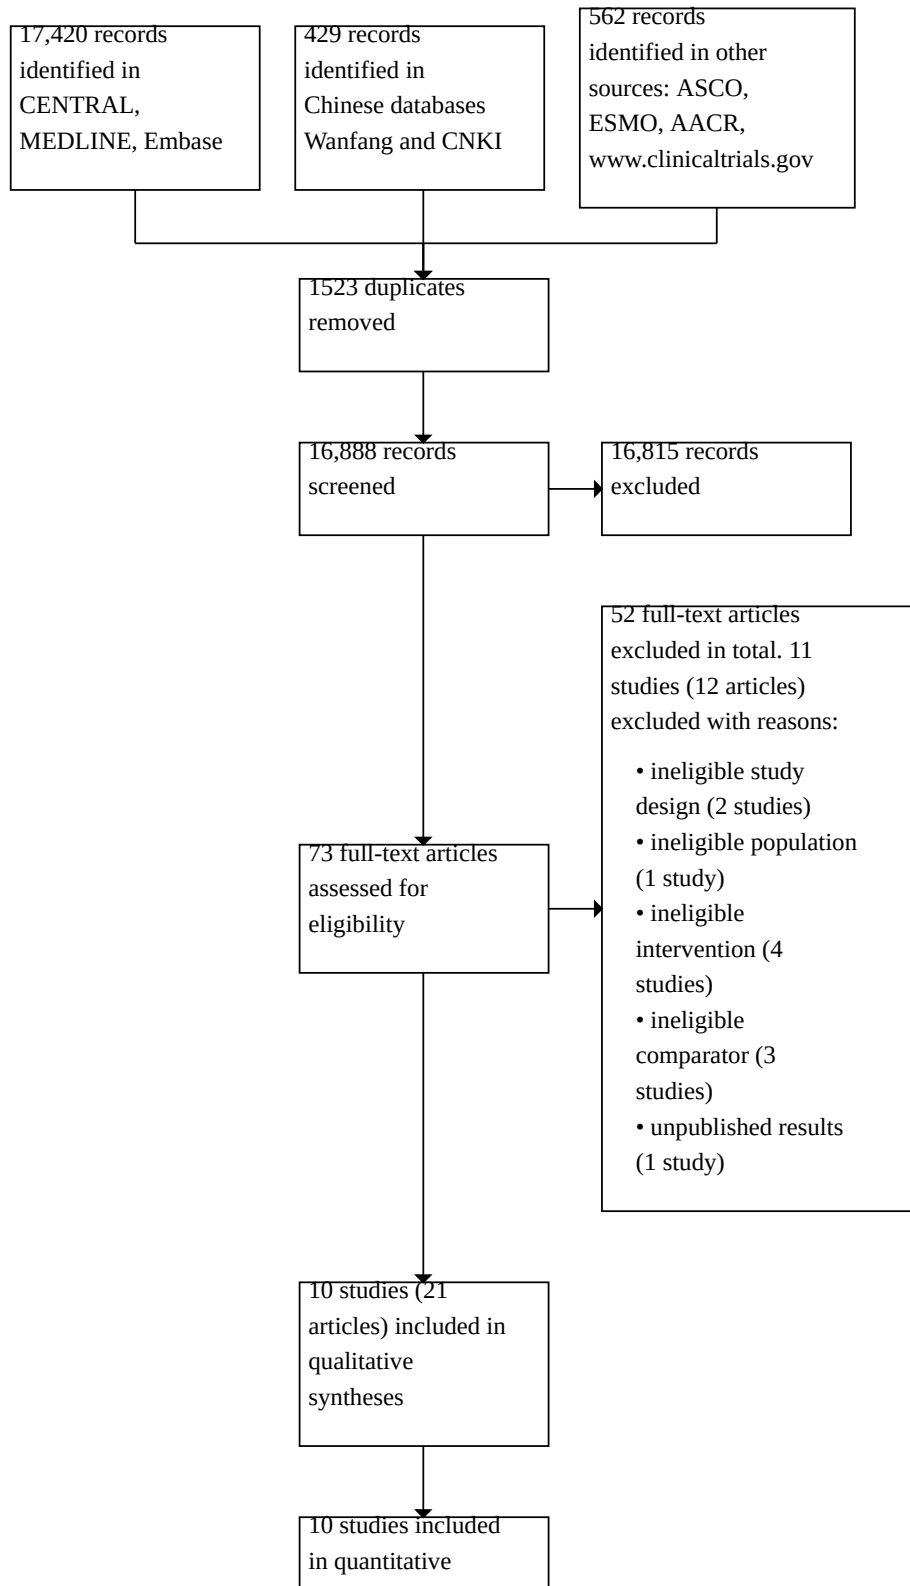 17,420 records
identified in
CENTRAL,
MEDLINE, Embase
429 records
identified in
Chinese databases
Wanfang and CNKI
562 records
identified in other
sources: ASCO,
ESMO, AACR,
www.clinicaltrials.gov
1523 duplicates
removed
16,888 records
screened
16,815 records
excluded
73 full-text articles
assessed for
eligibility
52 full-text articles
excluded in total. 11
studies (12 articles)
excluded with reasons:
• ineligible study
design (2 studies)
• ineligible population
(1 study)
• ineligible
intervention (4
studies)
• ineligible
comparator (3
studies)
• unpublished results
(1 study)
10 studies (21
articles) included in
qualitative
syntheses
10 studies included
in quantitative